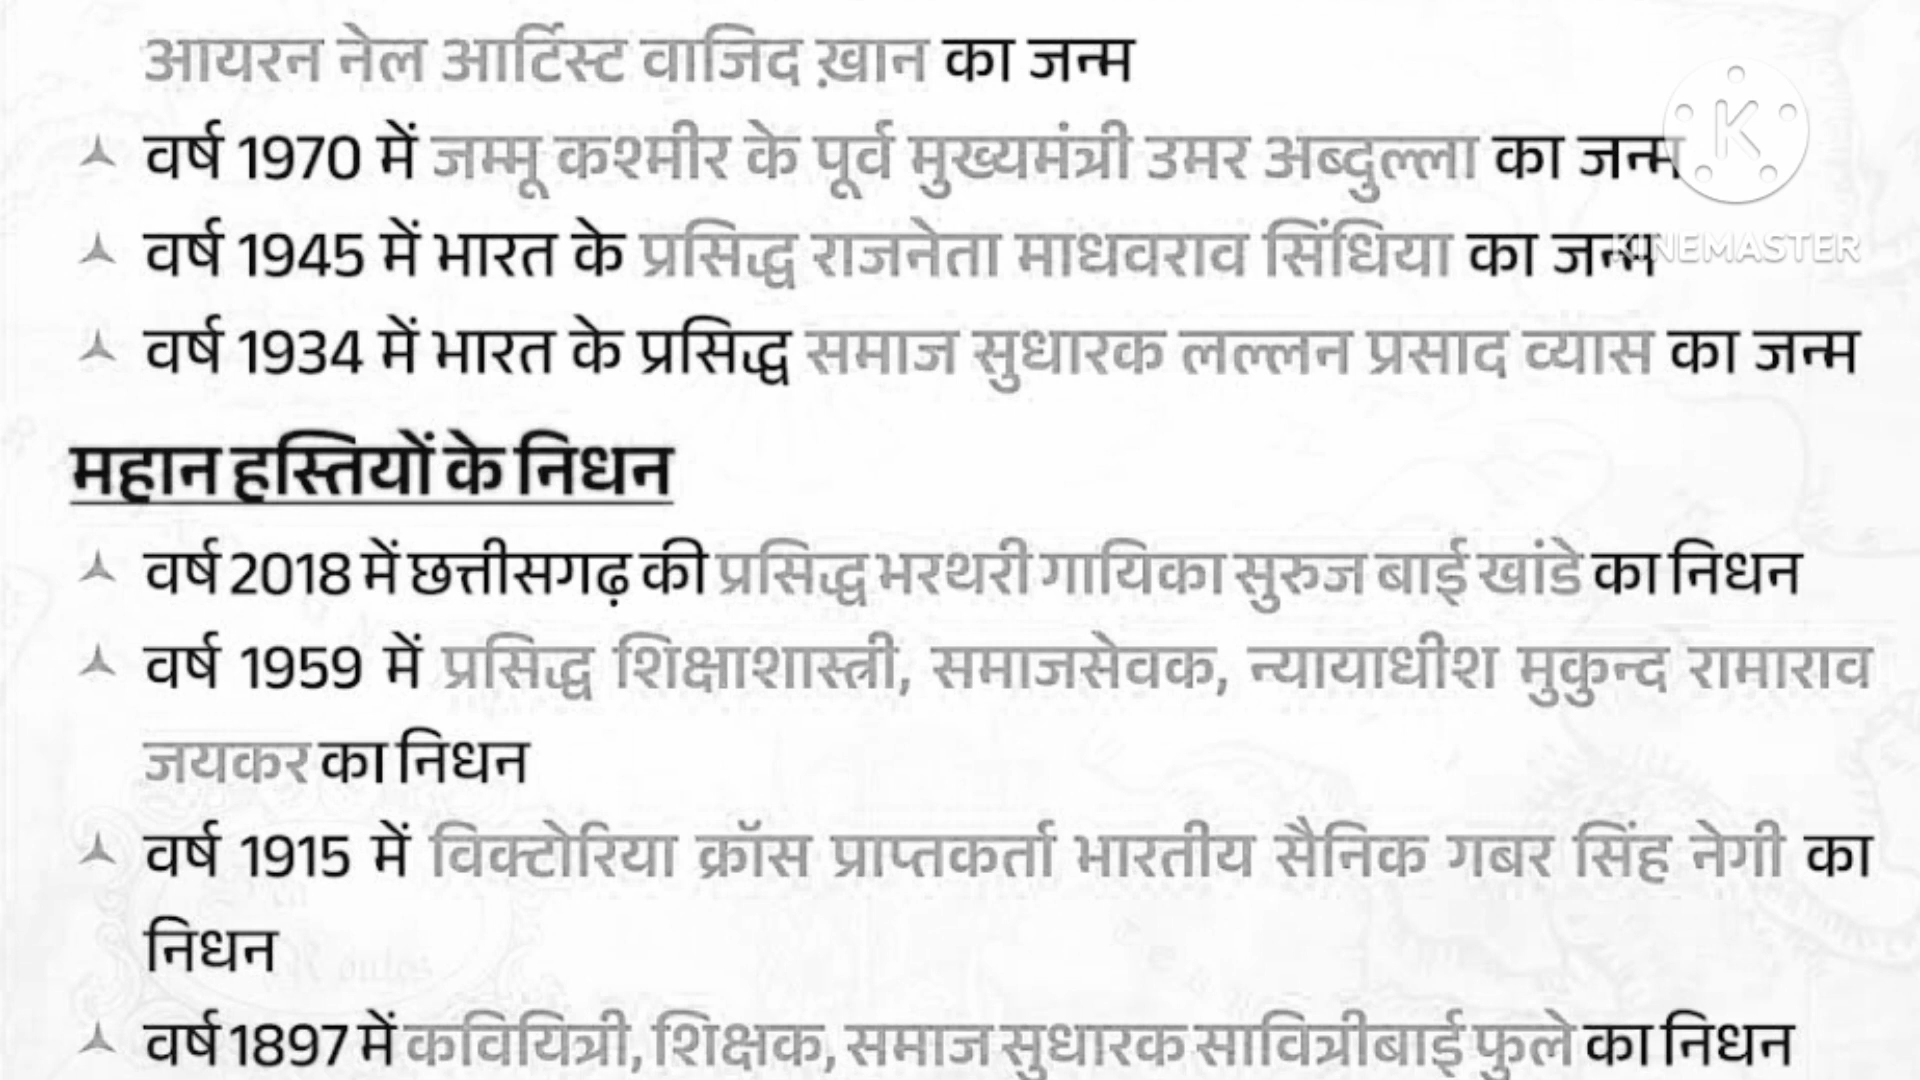 आयरन नेल आर्टिस्ट वाजिद ख़ान का जन्म
वर्ष 1970 में जम्मू कश्मीर के पूर्व मुख्यमंत्री उमर अब्दुल्ला का जन्म
वर्ष 1945 में भारत के प्रसिद्ध राजनेता माधवराव सिंधिया का जन्म
KINEMASTER
वर्ष 1934 में भारत के प्रसिद्ध समाज सुधारक लल्लन प्रसाद व्यास का जन्म
महान हस्तियों के निधन
वर्ष 2018 में छत्तीसगढ़ की प्रसिद्ध भरथरी गायिका सुरुज बाई खांडे का निधन
वर्ष 1959 में प्रसिद्ध शिक्षाशास्त्री, समाजसेवक, न्यायाधीश मुकुन्द रामाराव
जयकर का निधन
वर्ष 1915 में विक्टोरिया क्रॉस प्राप्तकर्ता भारतीय सैनिक गबर सिंह नेगी का
निधन
वर्ष 1897 में कवियित्री, शिक्षक, समाज सुधारक सावित्रीबाई फुले का निधन